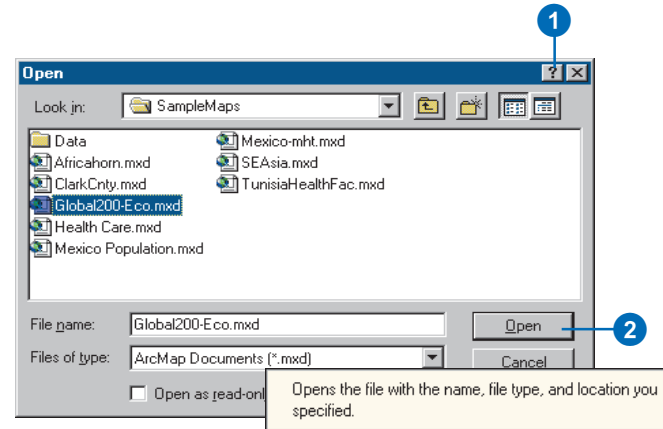 1
Open
Look in: SampleMaps
Data
Africahorn.mxd
ClarkCnty.mxd
Global200-Eco.mxd
Health Care.mxd
Mexico Population.mxd
Mexico-mht.mxd
SEAsia.mxd
TunisiaHealthFac.mxd
File name: Global200-Eco.mxd Open 2
Files of type: ArcMap Documents (*.mxd) Cancel
Open as read-onl
Opens the file with the name, file type, and location you
specified.